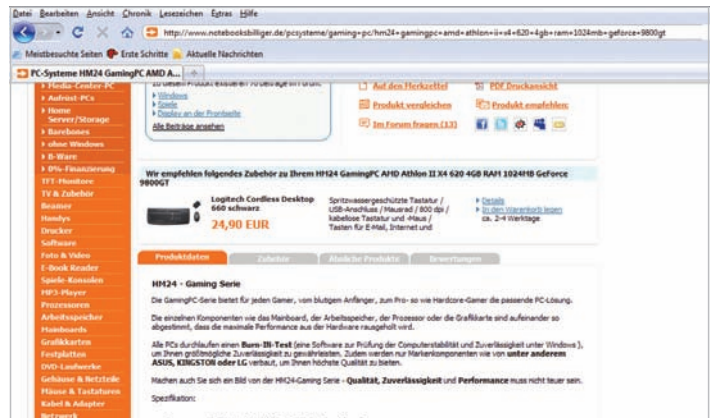 Datei Bearbeiten Ansicht Chronik Lesezeichen Extras Hilfe
http://www.notebooksbilliger.de/pcsysteme/gaming+pc/hm24+gamingpc+amd+athlon+ii+x4+620+4gb+ram+1024mb+geforce+9800gt
Meistbesuchte Seiten Erste Schritte Aktuelle Nachrichten
PC-Systeme HM24 GamingPC AMD A...
Media-Center-PC
Aufrüst-PCs
Home Server/Storage
Barebones
ohne Windows
B-Ware
0%-Finanzierung
TFT-Monitore
TV & Zubehör
Beamer
Handys
Drucker
Software
Foto & Video
E-Book Reader
Spiele-Konsolen
MP3-Player
Prozessoren
Arbeitsspeicher
Mainboards
Grafikkarten
Festplatten
DVD-Laufwerke
Gehäuse & Netzteile
Mäuse & Tastaturen
Kabel & Adapter
Netzwerk
Zu diesem Produkt existieren Beiträge im Forum:
Windows
Spiele
Display an der Frontseite
Alle Beiträge ansehen
Auf den Merkzettel
PDF Druckansicht
Produkt vergleichen
Produkt empfehlen:
Im Forum fragen (13)
Wir empfehlen folgendes Zubehör zu Ihrem HM24 GamingPC AMD Athlon II X4 620 4GB RAM 1024MB GeForce
9800GT
Logitech Cordless Desktop
660 schwarz
24,90 EUR
Spritzwassergeschützte Tastatur /
USB-Anschluss / Mausrad / 800 dpi /
kabellose Tastatur und -Maus /
Tasten für E-Mail, Internet und
Details
In den Warenkorb legen
ca. 2-4 Werktage
Produktdaten
Zubehör
Ähnliche Produkte
Bewertungen
HM24 - Gaming Serie
Die GamingPC-Serie bietet für jeden Gamer, vom blutigem Anfänger, zum Pro- so wie Hardcore-Gamer die passende PC-Lösung.
Die einzelnen Komponenten wie das Mainboard, der Arbeitsspeicher, der Prozessor oder die Grafikkarte sind aufeinander so
abgestimmt, dass die maximale Performance aus der Hardware rausgeholt wird.
Alle PCs durchlaufen einen Burn-IN-Test (eine Software zur Prüfung der Computerstabilität und Zuverlässigkeit unter Windows ),
um Ihnen größtmögliche Zuverlässigkeit zu gewährleisten. Zudem werden nur Markenkomponenten wie von unter anderem
ASUS, KINGSTON oder LG verbaut, um Ihnen höchste Qualität zu bieten.
Machen auch Sie sich ein Bild von der HM24-Gaming Serie - Qualität, Zuverlässigkeit und Performance muss nicht teuer sein.
Spezifikation: